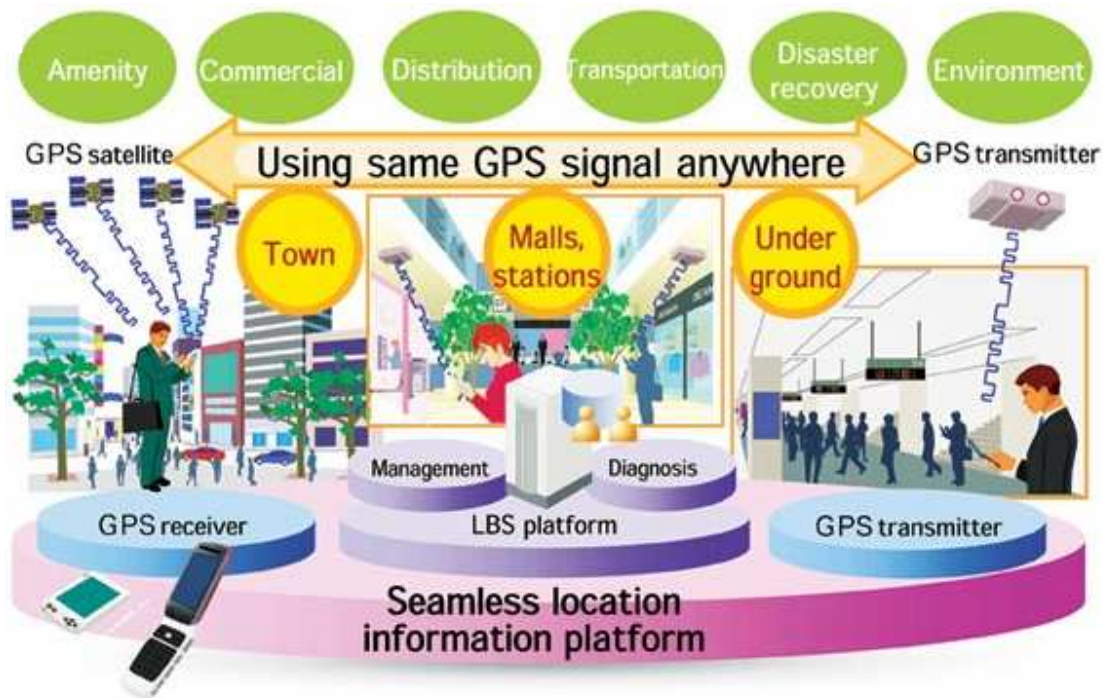 Amenity
Commercial
Distribution
Transportation
Disaster
recovery
Environment
GPS satellite
Using same GPS signal anywhere
GPS transmitter
Town
Malls,
stations
Under
ground
Management
Diagnosis
GPS receiver
LBS platform
GPS transmitter
Seamless location
information platform